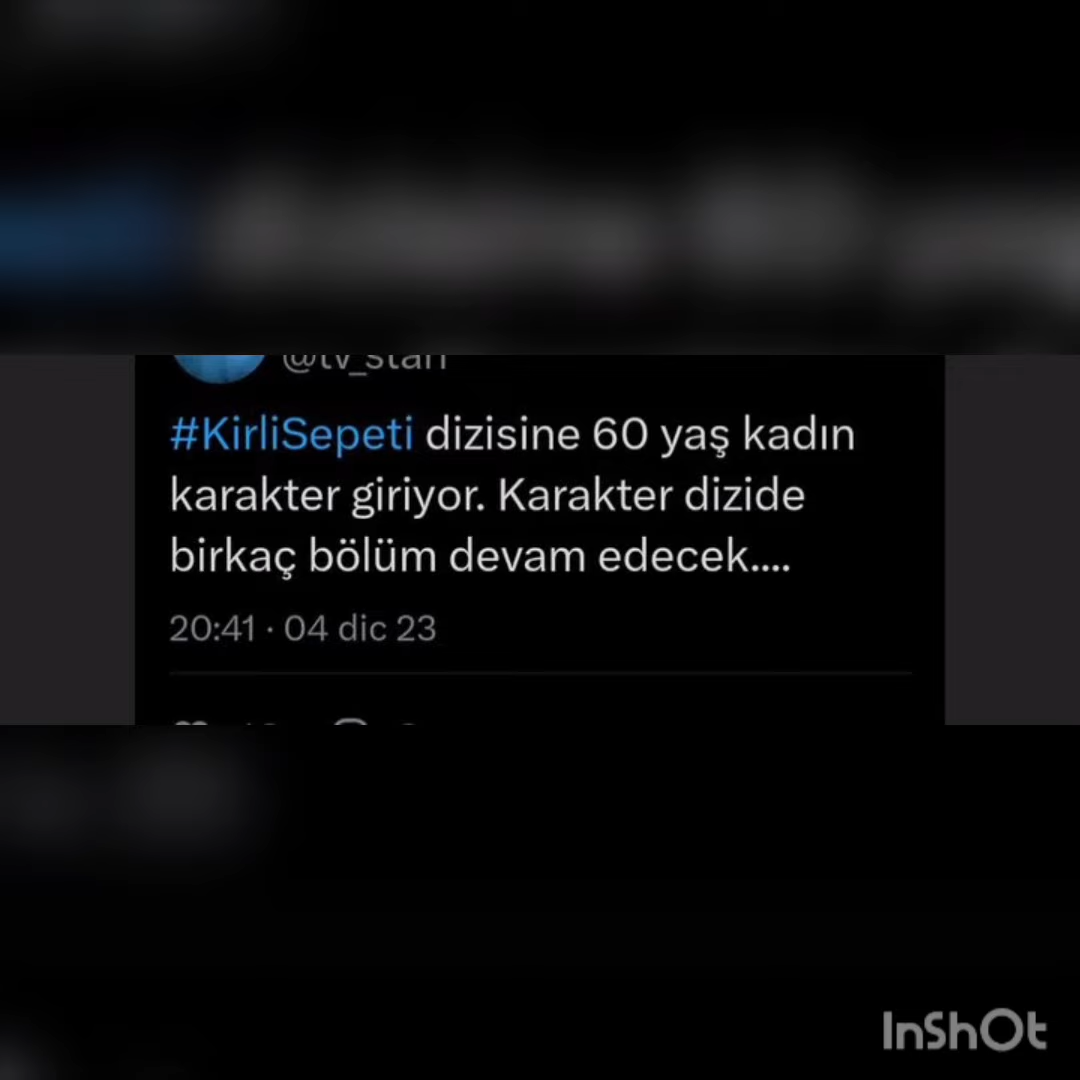 @tv_stan
#KirliSepeti dizisine 60 yaş kadın
karakter giriyor. Karakter dizide
birkaç bölüm devam edecek....
20:41 · 04 dic 23
InShOt